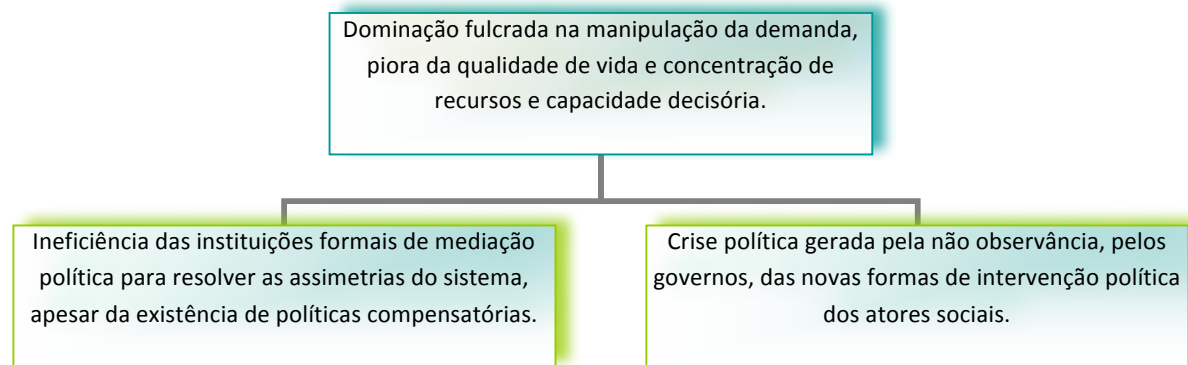 Dominação fulcrada na manipulação da demanda,
piora da qualidade de vida e concentração de
recursos e capacidade decisória.
Ineficiência das instituições formais de mediação
política para resolver as assimetrias do sistema,
apesar da existência de políticas compensatórias.
Crise política gerada pela não observância, pelos
governos, das novas formas de intervenção política
dos atores sociais.